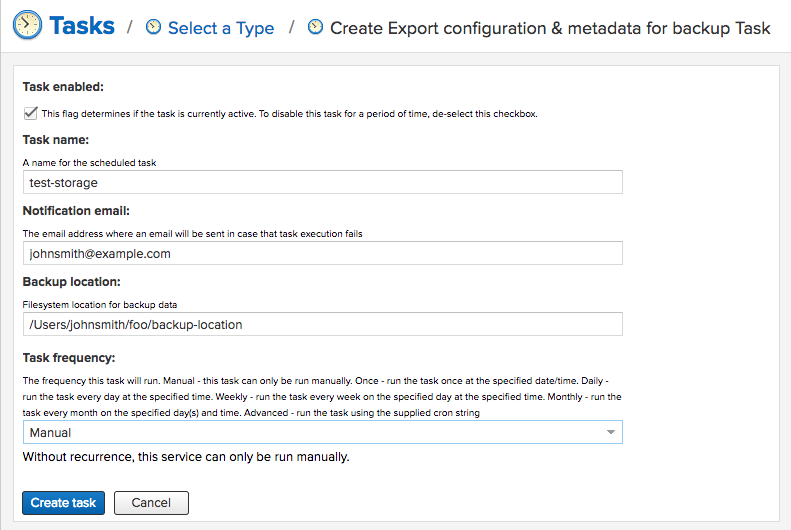 Tasks / Select a Type / Create Export configuration & metadata for backup Task
Task enabled:
This flag determines if the task is currently active. To disable this task for a period of time, de-select this checkbox.
Task name:
A name for the scheduled task
test-storage
Notification email:
The email address where an email will be sent in case that task execution fails
johnsmith@example.com
Backup location:
Filesystem location for backup data
/Users/johnsmith/foo/backup-location
Task frequency:
The frequency this task will run. Manual - this task can only be run manually. Once - run the task once at the specified date/time. Daily -
run the task every day at the specified time. Weekly - run the task every week on the specified day at the specified time. Monthly - run the
task every month on the specified day(s) and time. Advanced - run the task using the supplied cron string
Manual
Without recurrence, this service can only be run manually.
Create task Cancel